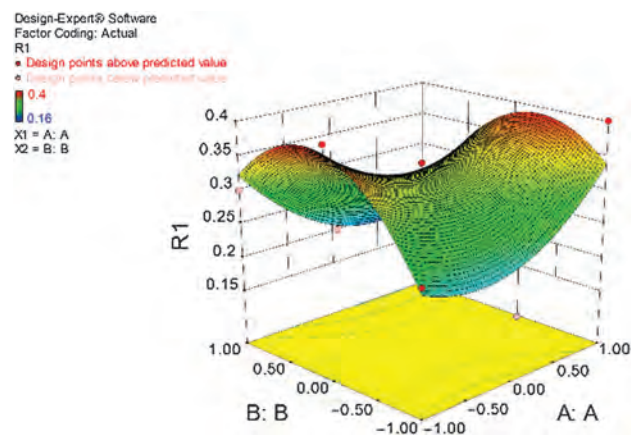 Design-Expert® Software
Factor Coding: Actual
R1
Design points above predicted value
Design points below predicted value
0.4
0.16
X1 = A: A
X2 = B: B
0.4
0.35
0.3
0.25
0.2
0.15
R1
1.00
0.50
0.00
-0.50
-1.00
B: B
-1.00
-0.50
0.00
0.50
1.00
A: A